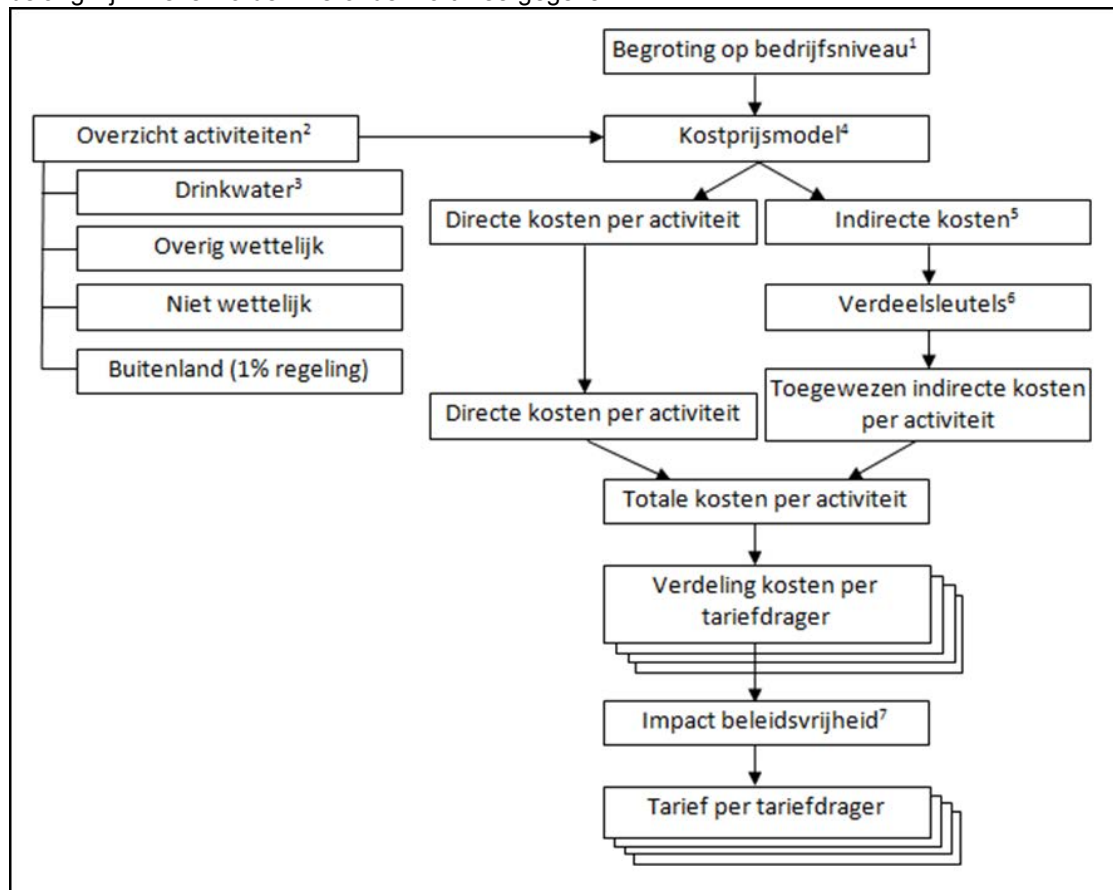 Begroting op bedrijfsniveau¹
Overzicht activiteiten²
Kostprijsmodel⁴
Drinkwater³
Overig wettelijk
Niet wettelijk
Buitenland (1% regeling)
Directe kosten per activiteit
Indirecte kosten⁵
Verdeelsleutels⁶
Directe kosten per activiteit
Toegewezen indirecte kosten
per activiteit
Totale kosten per activiteit
Verdeling kosten per
tariefdrager
Impact beleidsvrijheid⁷
Tarief per tariefdrager